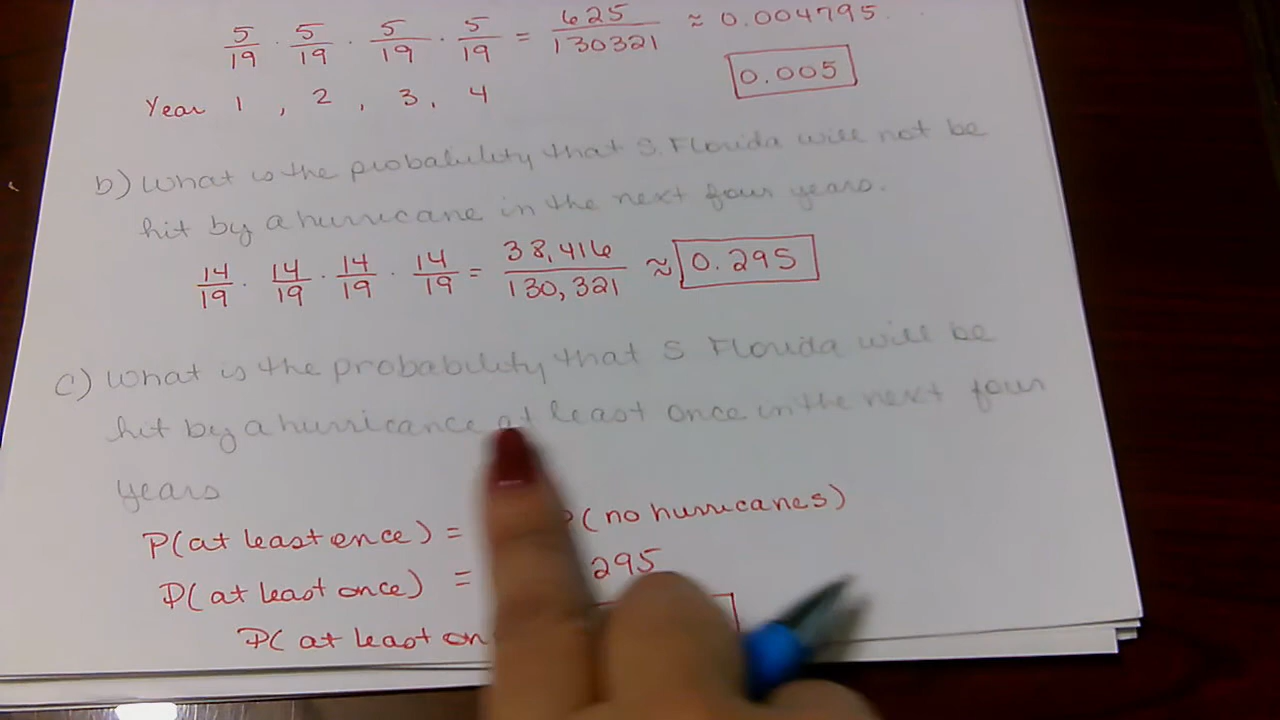 5/19 · 5/19 · 5/19 · 5/19 = 625/130321 ≈ 0.004795
0.005
Year 1, 2, 3, 4
b) What is the probability that S. Florida will not be
hit by a hurricane in the next four years.
14/19 · 14/19 · 14/19 · 14/19 = 38,416/130,321 ≈ 0.295
c) What is the probability that S Florida will be
hit by a hurricance at least once in the next four
years
P(at least ence) = (no hurricanes)
P(at least once) = 295
P(at least on